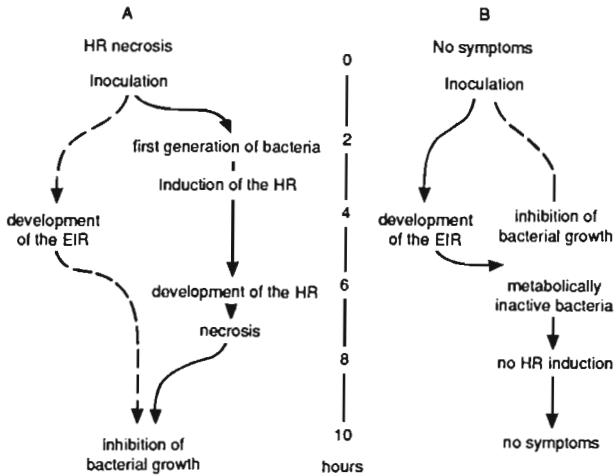 A
HR necrosis
Inoculation
first generation of bacteria
Induction of the HR
development
of the EIR
development of the HR
necrosis
inhibition of
bacterial growth
0
2
4
6
8
10
hours
B
No symptoms
Inoculation
development
of the EIR
inhibition of
bacterial growth
metabolically
inactive bacteria
no HR induction
no symptoms